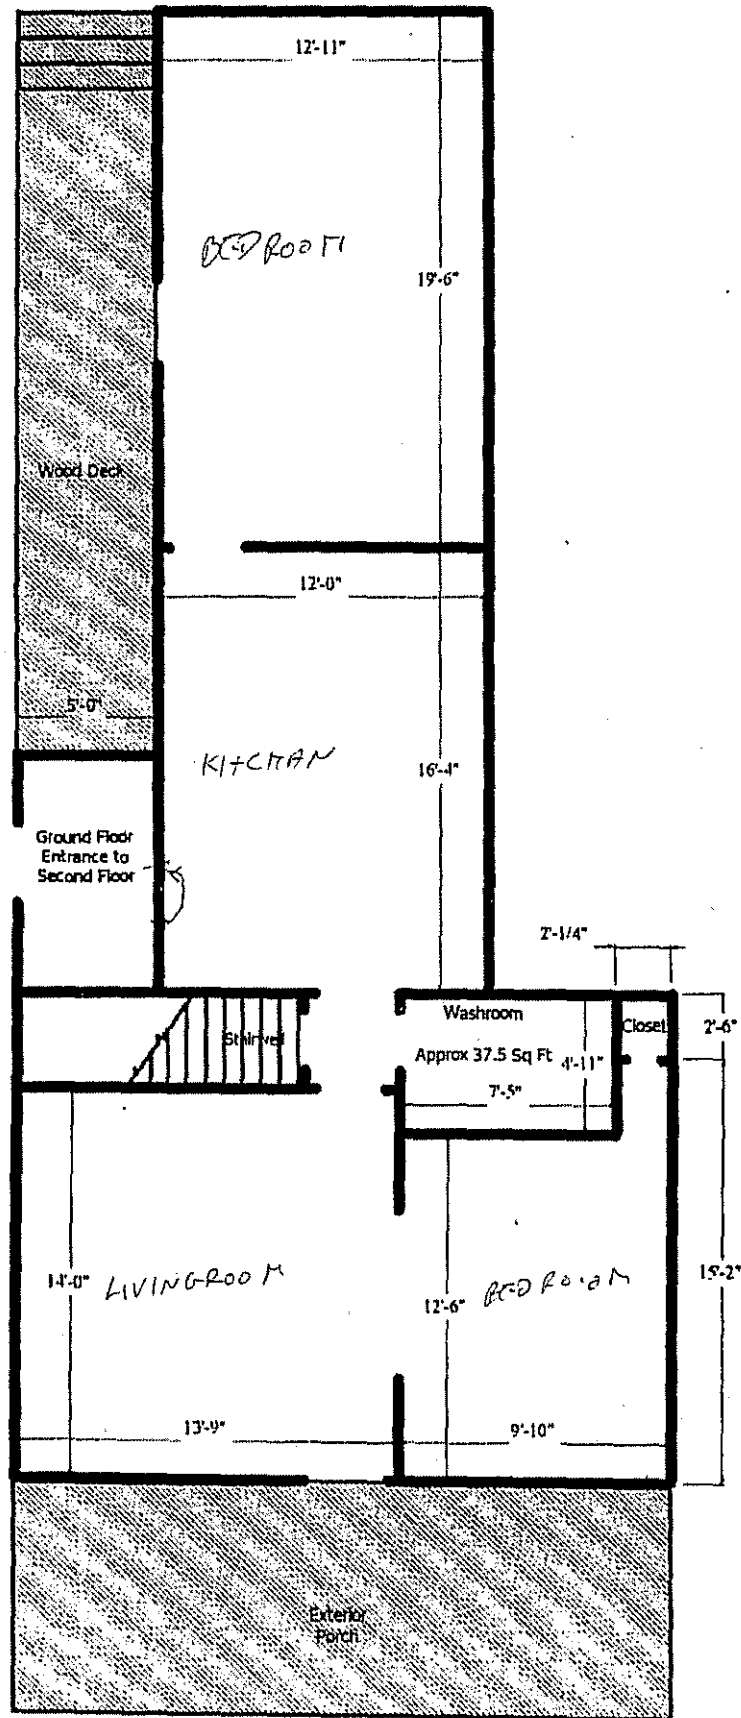 12'-11"
BEDROOM
19'-6"
Wood Deck
12'-0"
5'-0"
KITCHAN
16'-4"
Ground Floor
Entrance to
Second Floor
2'-1/4"
Washroom
Closet
2'-6"
Stairwell
Approx 37.5 Sq Ft
4'-11"
7'-5"
14'-0"
LIVINGROOM
12'-6"
BEDROOM
15'-2"
13'-9"
9'-10"
Exterior
Porch